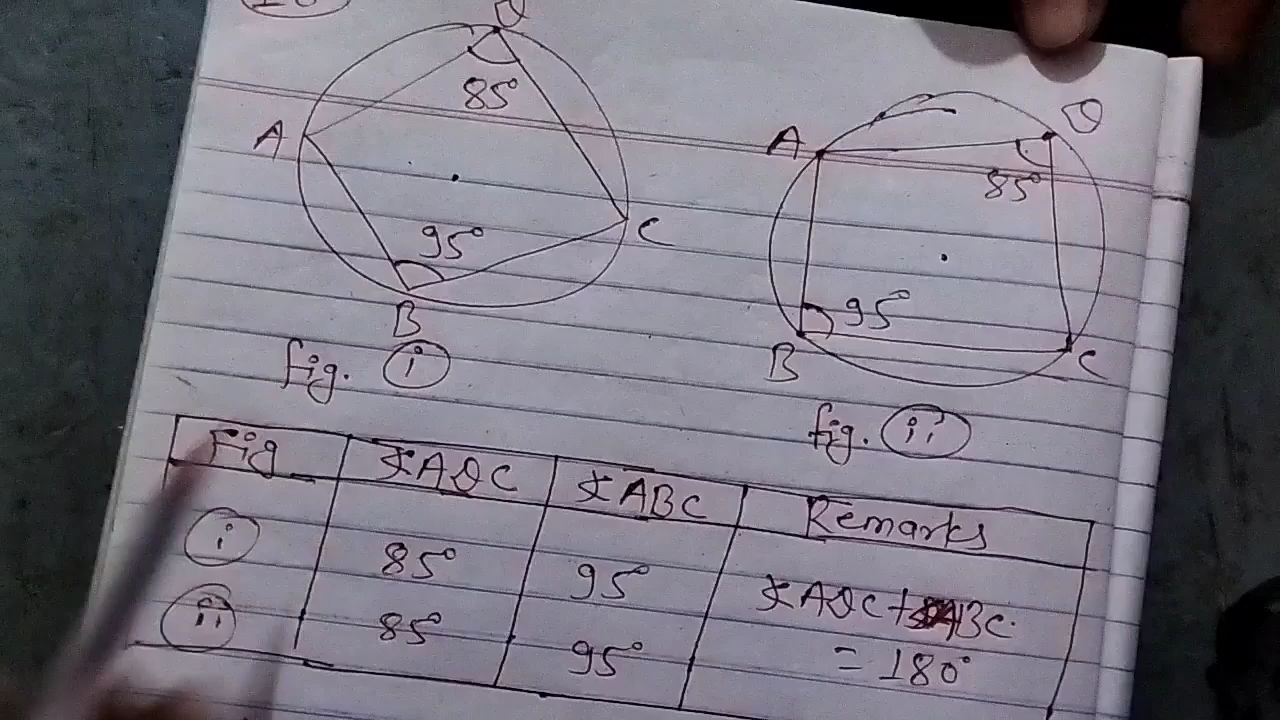 D
85°
A
95°
C
B
fig. (i)
A
D
85°
95°
B
C
fig. (ii)
Fig ∡ADC ∡ABC Remarks
(i) 85° 95° ∡ADC + ∡ABC
(ii) 85° 95° = 180°